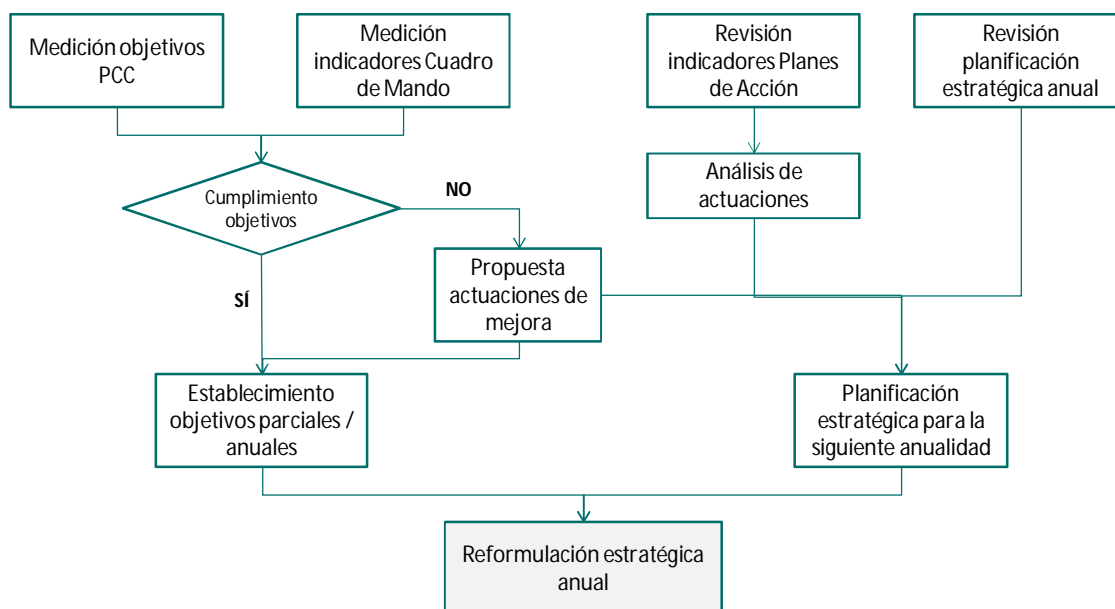 Medición objetivos
PCC
Medición
indicadores Cuadro
de Mando
Revisión
indicadores Planes
de Acción
Revisión
planificación
estratégica anual
Cumplimiento
objetivos
NO
Análisis de
actuaciones
SÍ
Propuesta
actuaciones de
mejora
Establecimiento
objetivos parciales /
anuales
Planificación
estratégica para la
siguiente anualidad
Reformulación estratégica
anual